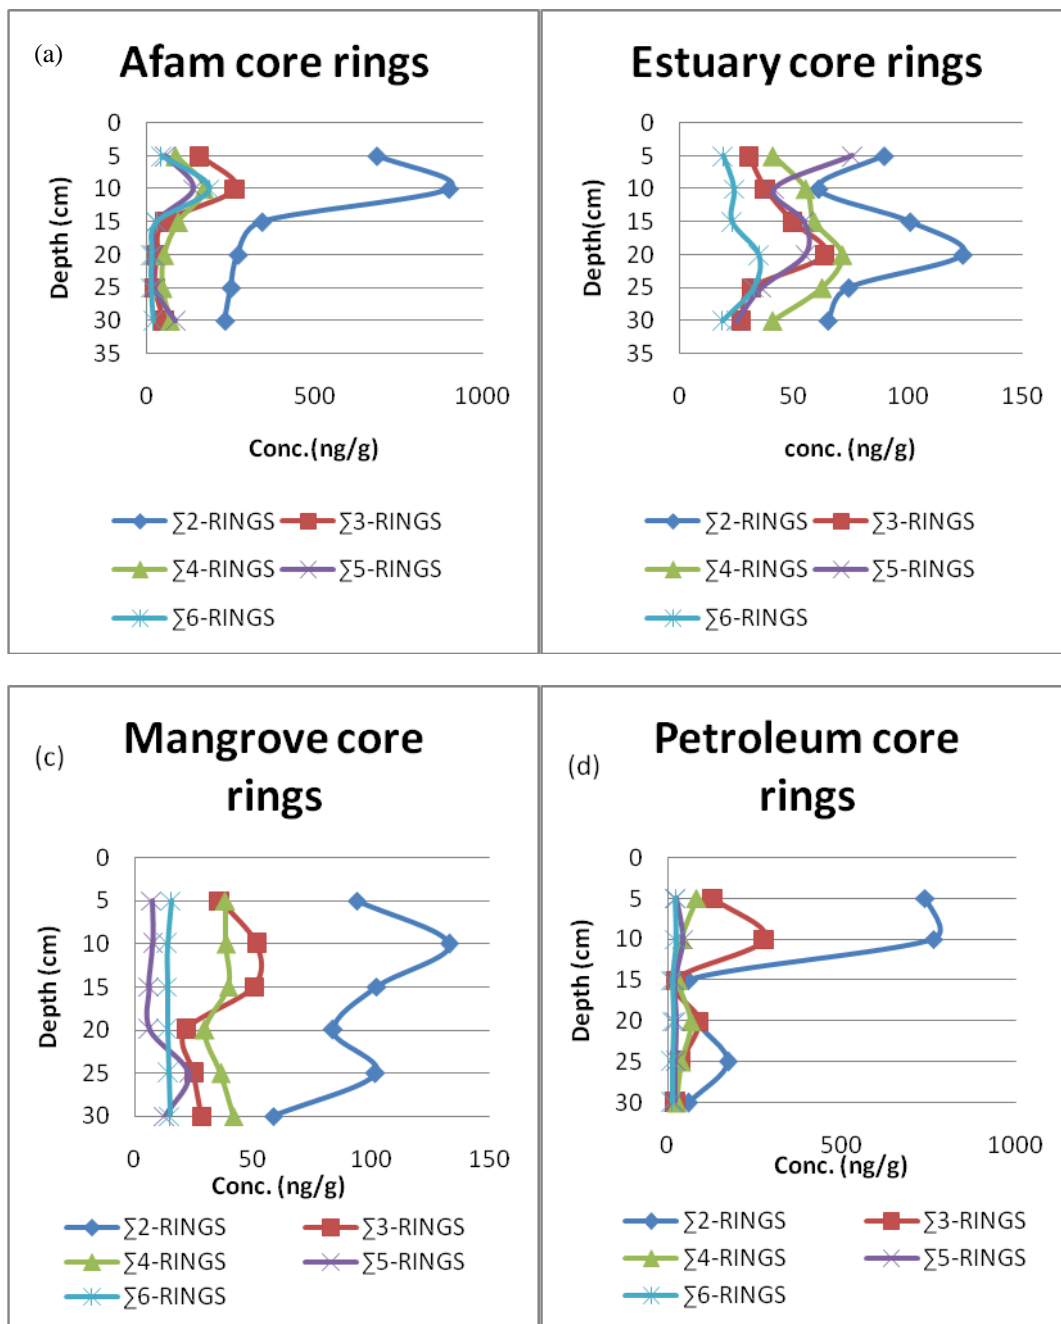 (a)
Afam core rings
0
5
10
15
20
25
30
35
Depth (cm)
0 500 1000
Conc.(ng/g)
∑2-RINGS ∑3-RINGS
∑4-RINGS ∑5-RINGS
∑6-RINGS
Estuary core rings
0
5
10
15
20
25
30
35
Depth(cm)
0 50 100 150
conc. (ng/g)
∑2-RINGS ∑3-RINGS
∑4-RINGS ∑5-RINGS
∑6-RINGS
(c)
Mangrove core
rings
0
5
10
15
20
25
30
Depth (cm)
0 50 100 150
Conc. (ng/g)
∑2-RINGS ∑3-RINGS
∑4-RINGS ∑5-RINGS
∑6-RINGS
(d)
Petroleum core
rings
0
5
10
15
20
25
30
Depth (cm)
0 500 1000
Conc. (ng/g)
∑2-RINGS ∑3-RINGS
∑4-RINGS ∑5-RINGS
∑6-RINGS